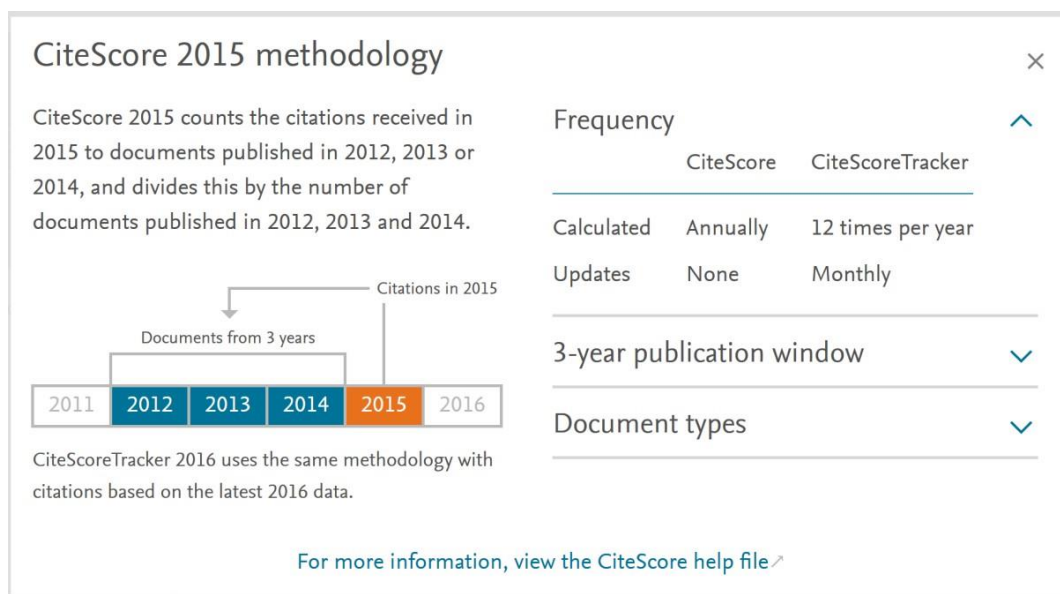 CiteScore 2015 methodology
CiteScore 2015 counts the citations received in
2015 to documents published in 2012, 2013 or
2014, and divides this by the number of
documents published in 2012, 2013 and 2014.
Citations in 2015
Documents from 3 years
2011 2012 2013 2014 2015 2016
CiteScoreTracker 2016 uses the same methodology with
citations based on the latest 2016 data.
Frequency
CiteScore CiteScoreTracker
Calculated Annually 12 times per year
Updates None Monthly
3-year publication window
Document types
For more information, view the CiteScore help file